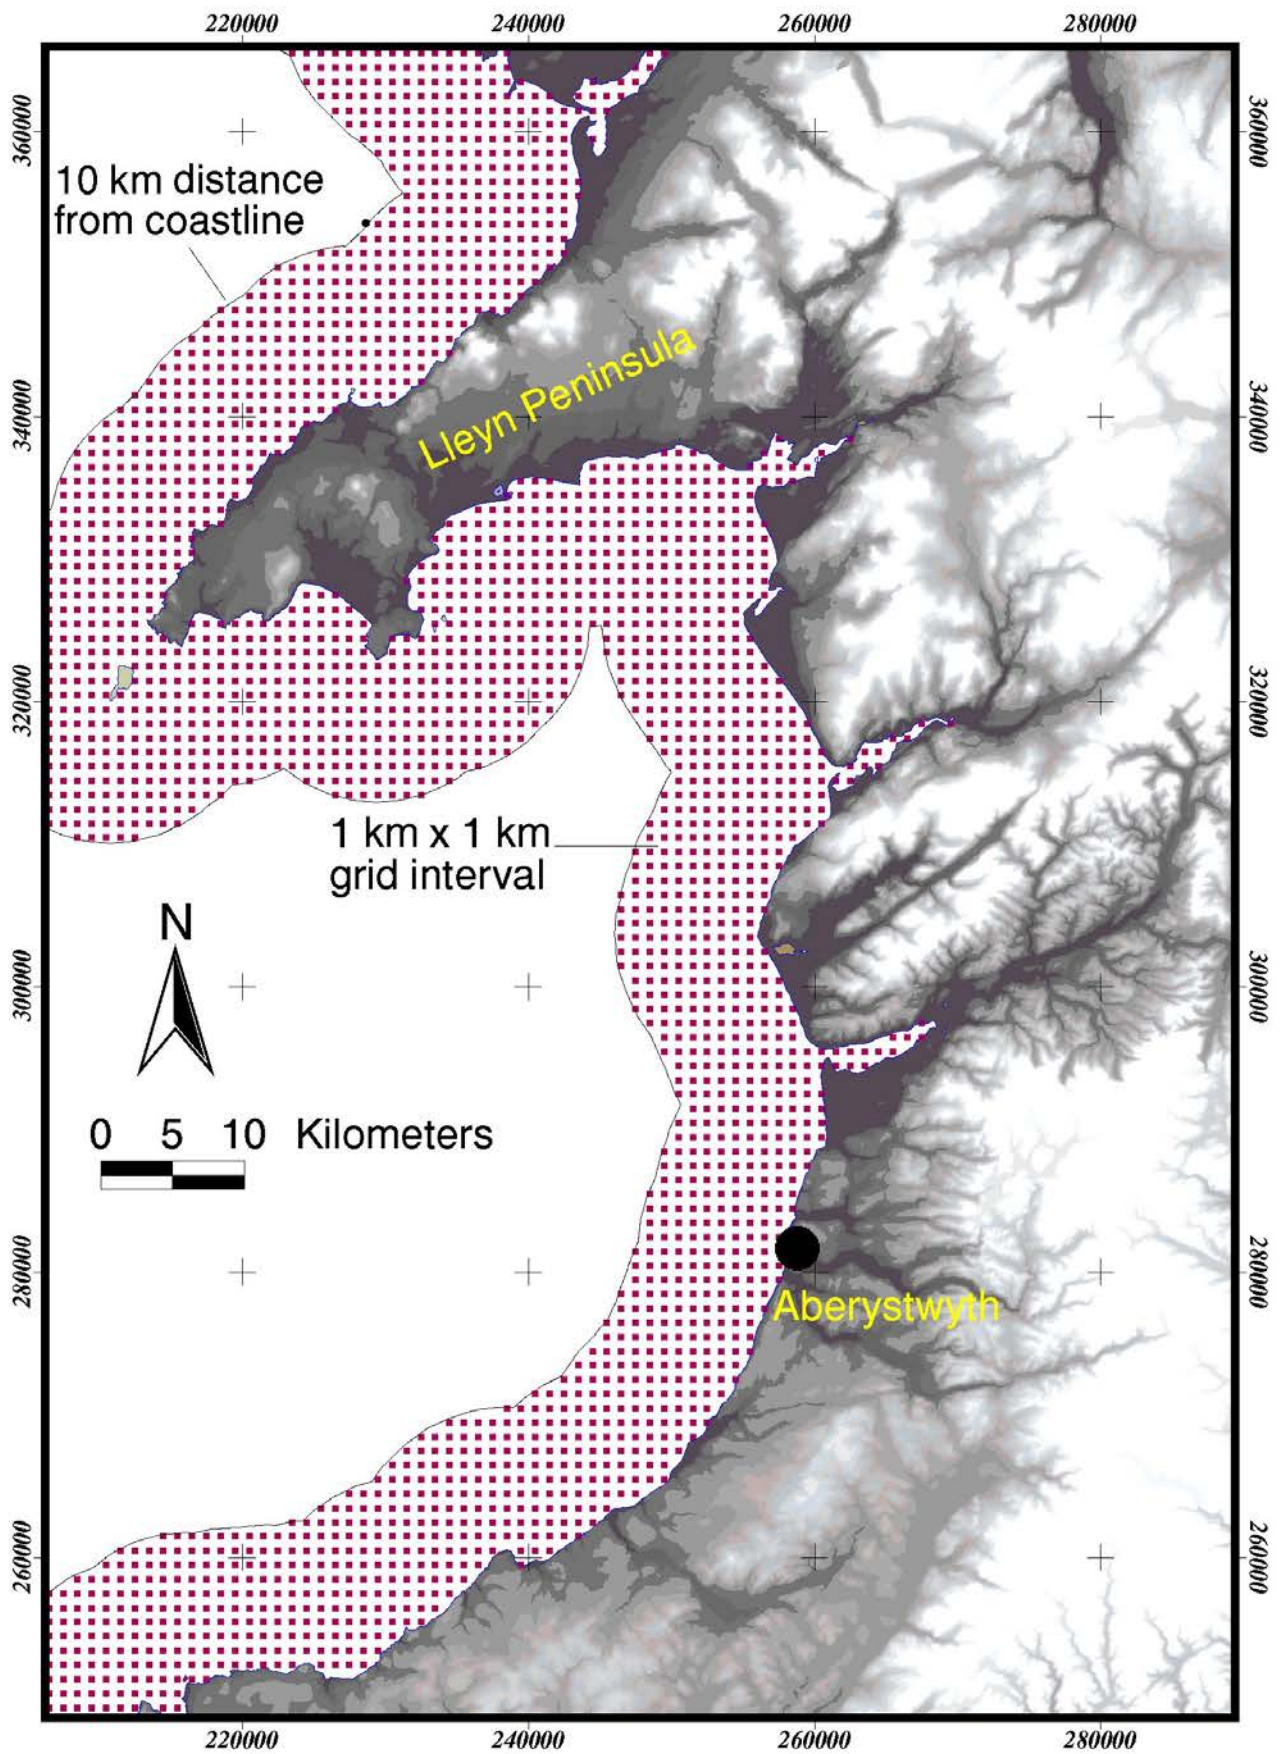 220000 240000 260000 280000
360000
360000
10 km distance
from coastline
Lleyn Peninsula
340000
340000
320000
320000
1 km x 1 km
grid interval
N
300000
300000
0 5 10 Kilometers
280000
280000
Aberystwyth
260000
260000
220000 240000 260000 280000